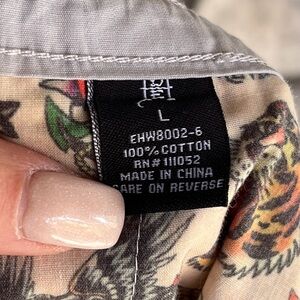 L
EHW8002-6
100% COTTON
RN# 111052
MADE IN CHINA
CARE ON REVERSE